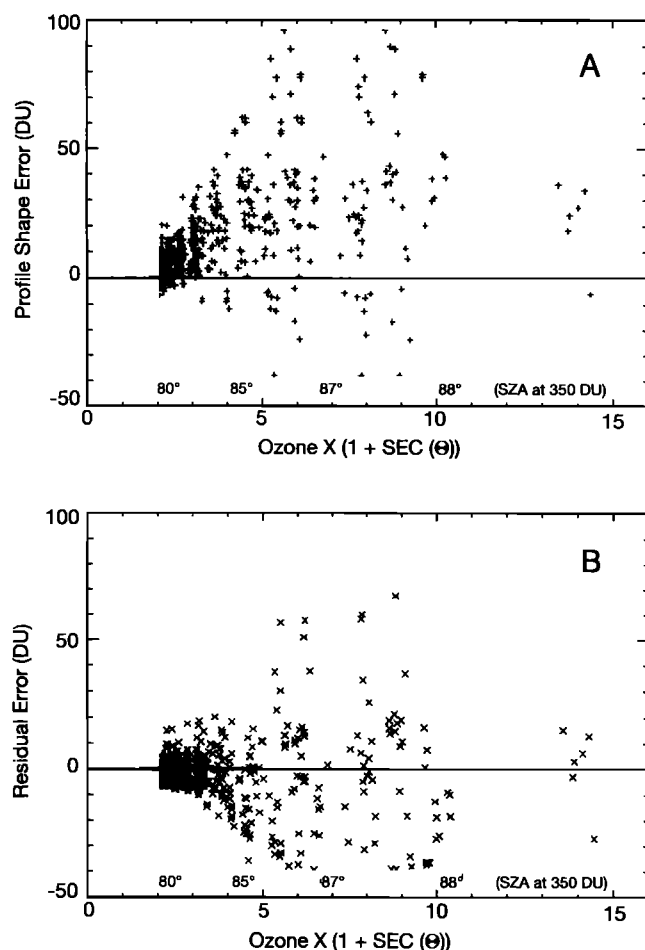 100
A
50
Profile Shape Error (DU)
0
80° 85° 87° 88° (SZA at 350 DU)
-50
0 5 10 15
Ozone X (1 + SEC (Θ))
100
B
50
Residual Error (DU)
0
80° 85° 87° 88ᵈ (SZA at 350 DU)
-50
0 5 10 15
Ozone X (1 + SEC (Θ))